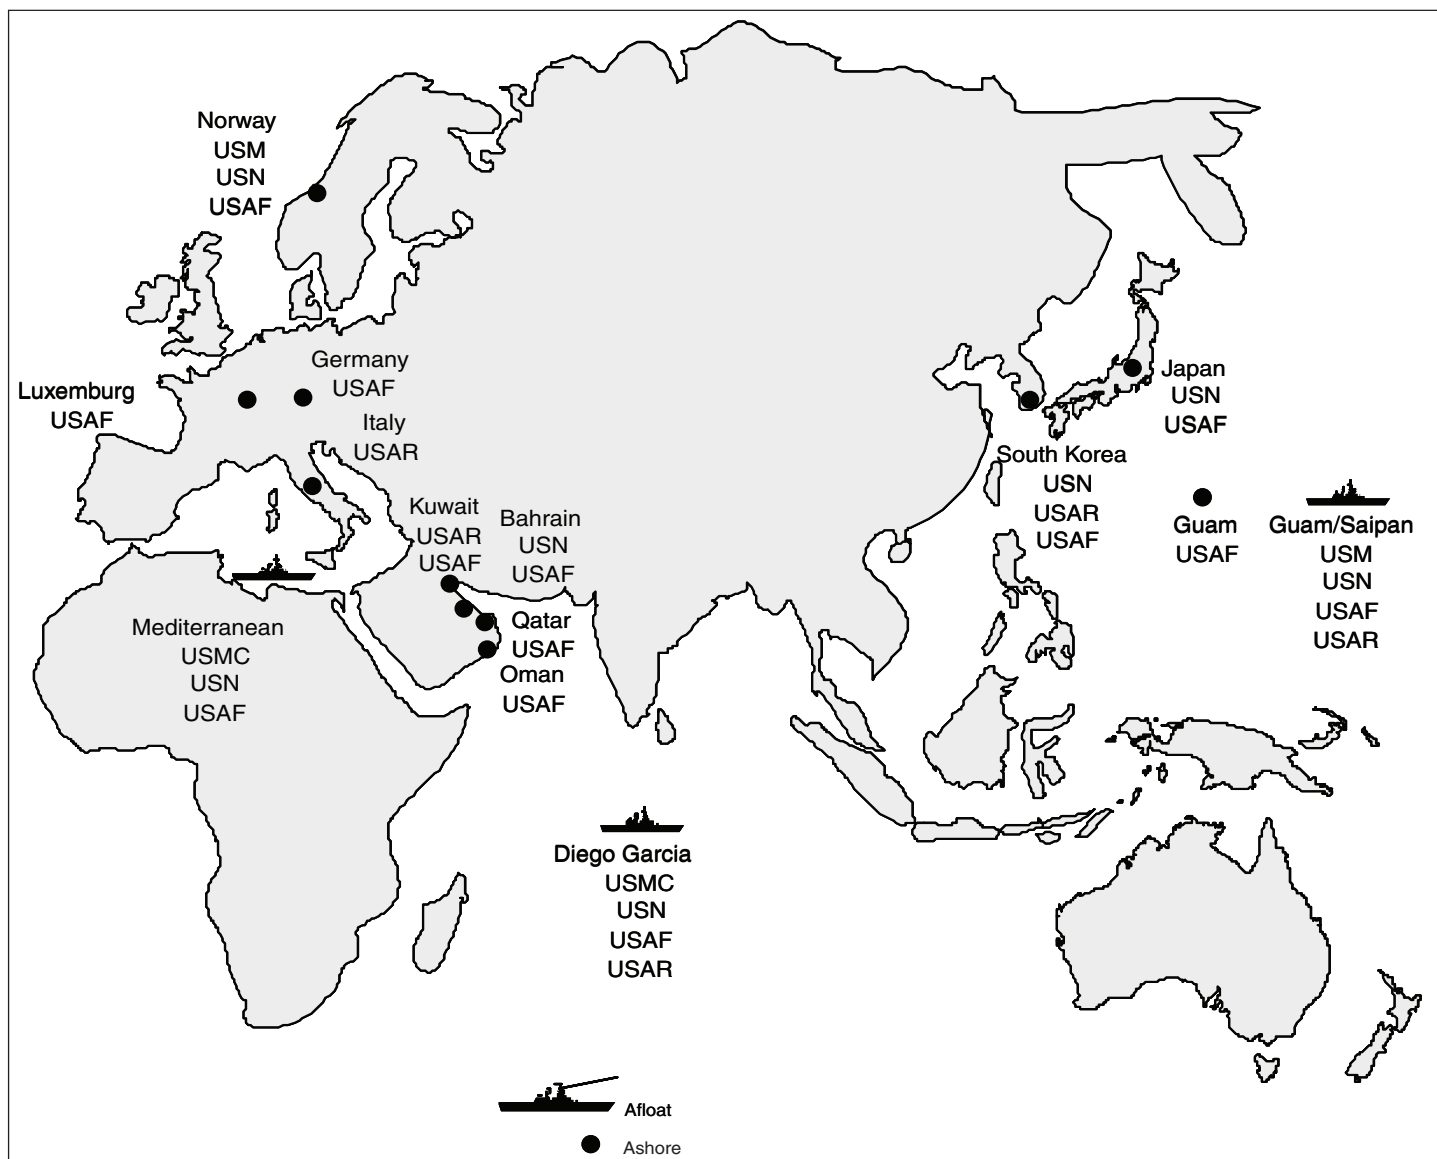 Norway
USM
USN
USAF
Luxemburg
USAF
Germany
USAF
Italy
USAR
Kuwait
USAR
USAF
Bahrain
USN
USAF
Qatar
USAF
Oman
USAF
Mediterranean
USMC
USN
USAF
Diego Garcia
USMC
USN
USAF
USAR
Japan
USN
USAF
South Korea
USN
USAR
USAF
Guam
USAF
Guam/Saipan
USM
USN
USAF
USAR
Afloat
Ashore